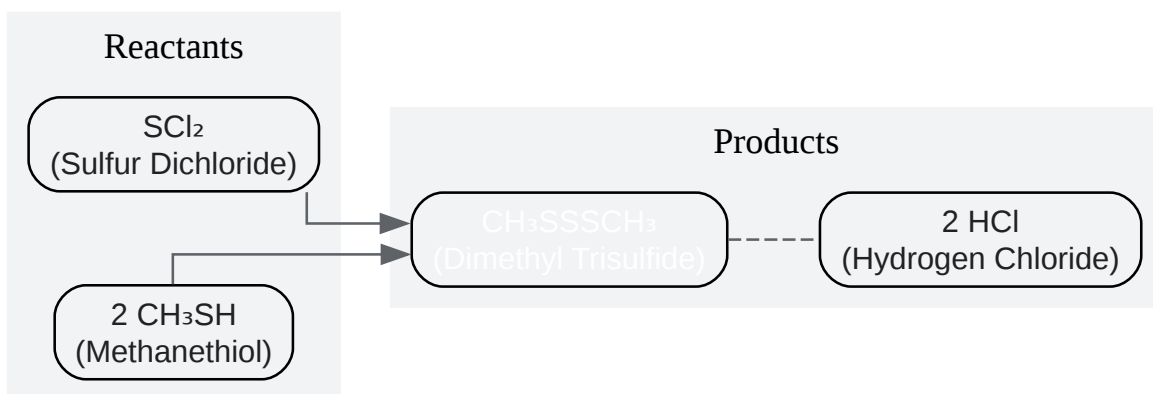 Reactants
SCl₂
(Sulfur Dichloride)
2 CH₃SH
(Methanethiol)
Products
CH₃SSSCH₃
(Dimethyl Trisulfide)
2 HCl
(Hydrogen Chloride)